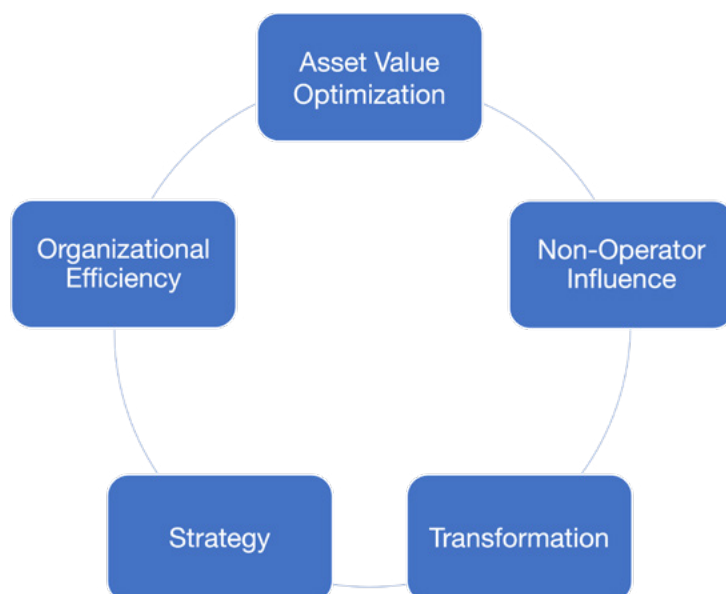 Asset Value
Optimization
Organizational
Efficiency
Non-Operator
Influence
Strategy
Transformation